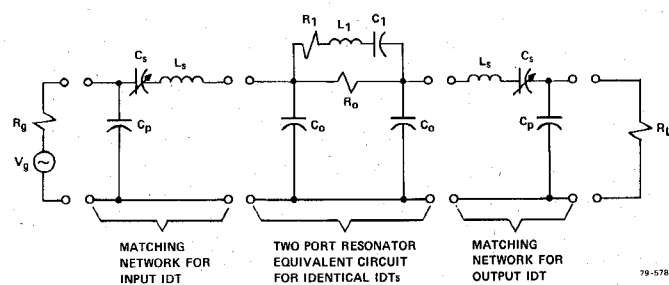 R1 L1 C1
Cs Ls Ls Cs
Ro
Rg Cp Co Co Cp RL
Vg
MATCHING
NETWORK FOR
INPUT IDT
TWO PORT RESONATOR
EQUIVALENT CIRCUIT
FOR IDENTICAL IDTs
MATCHING
NETWORK FOR
OUTPUT IDT
79-578